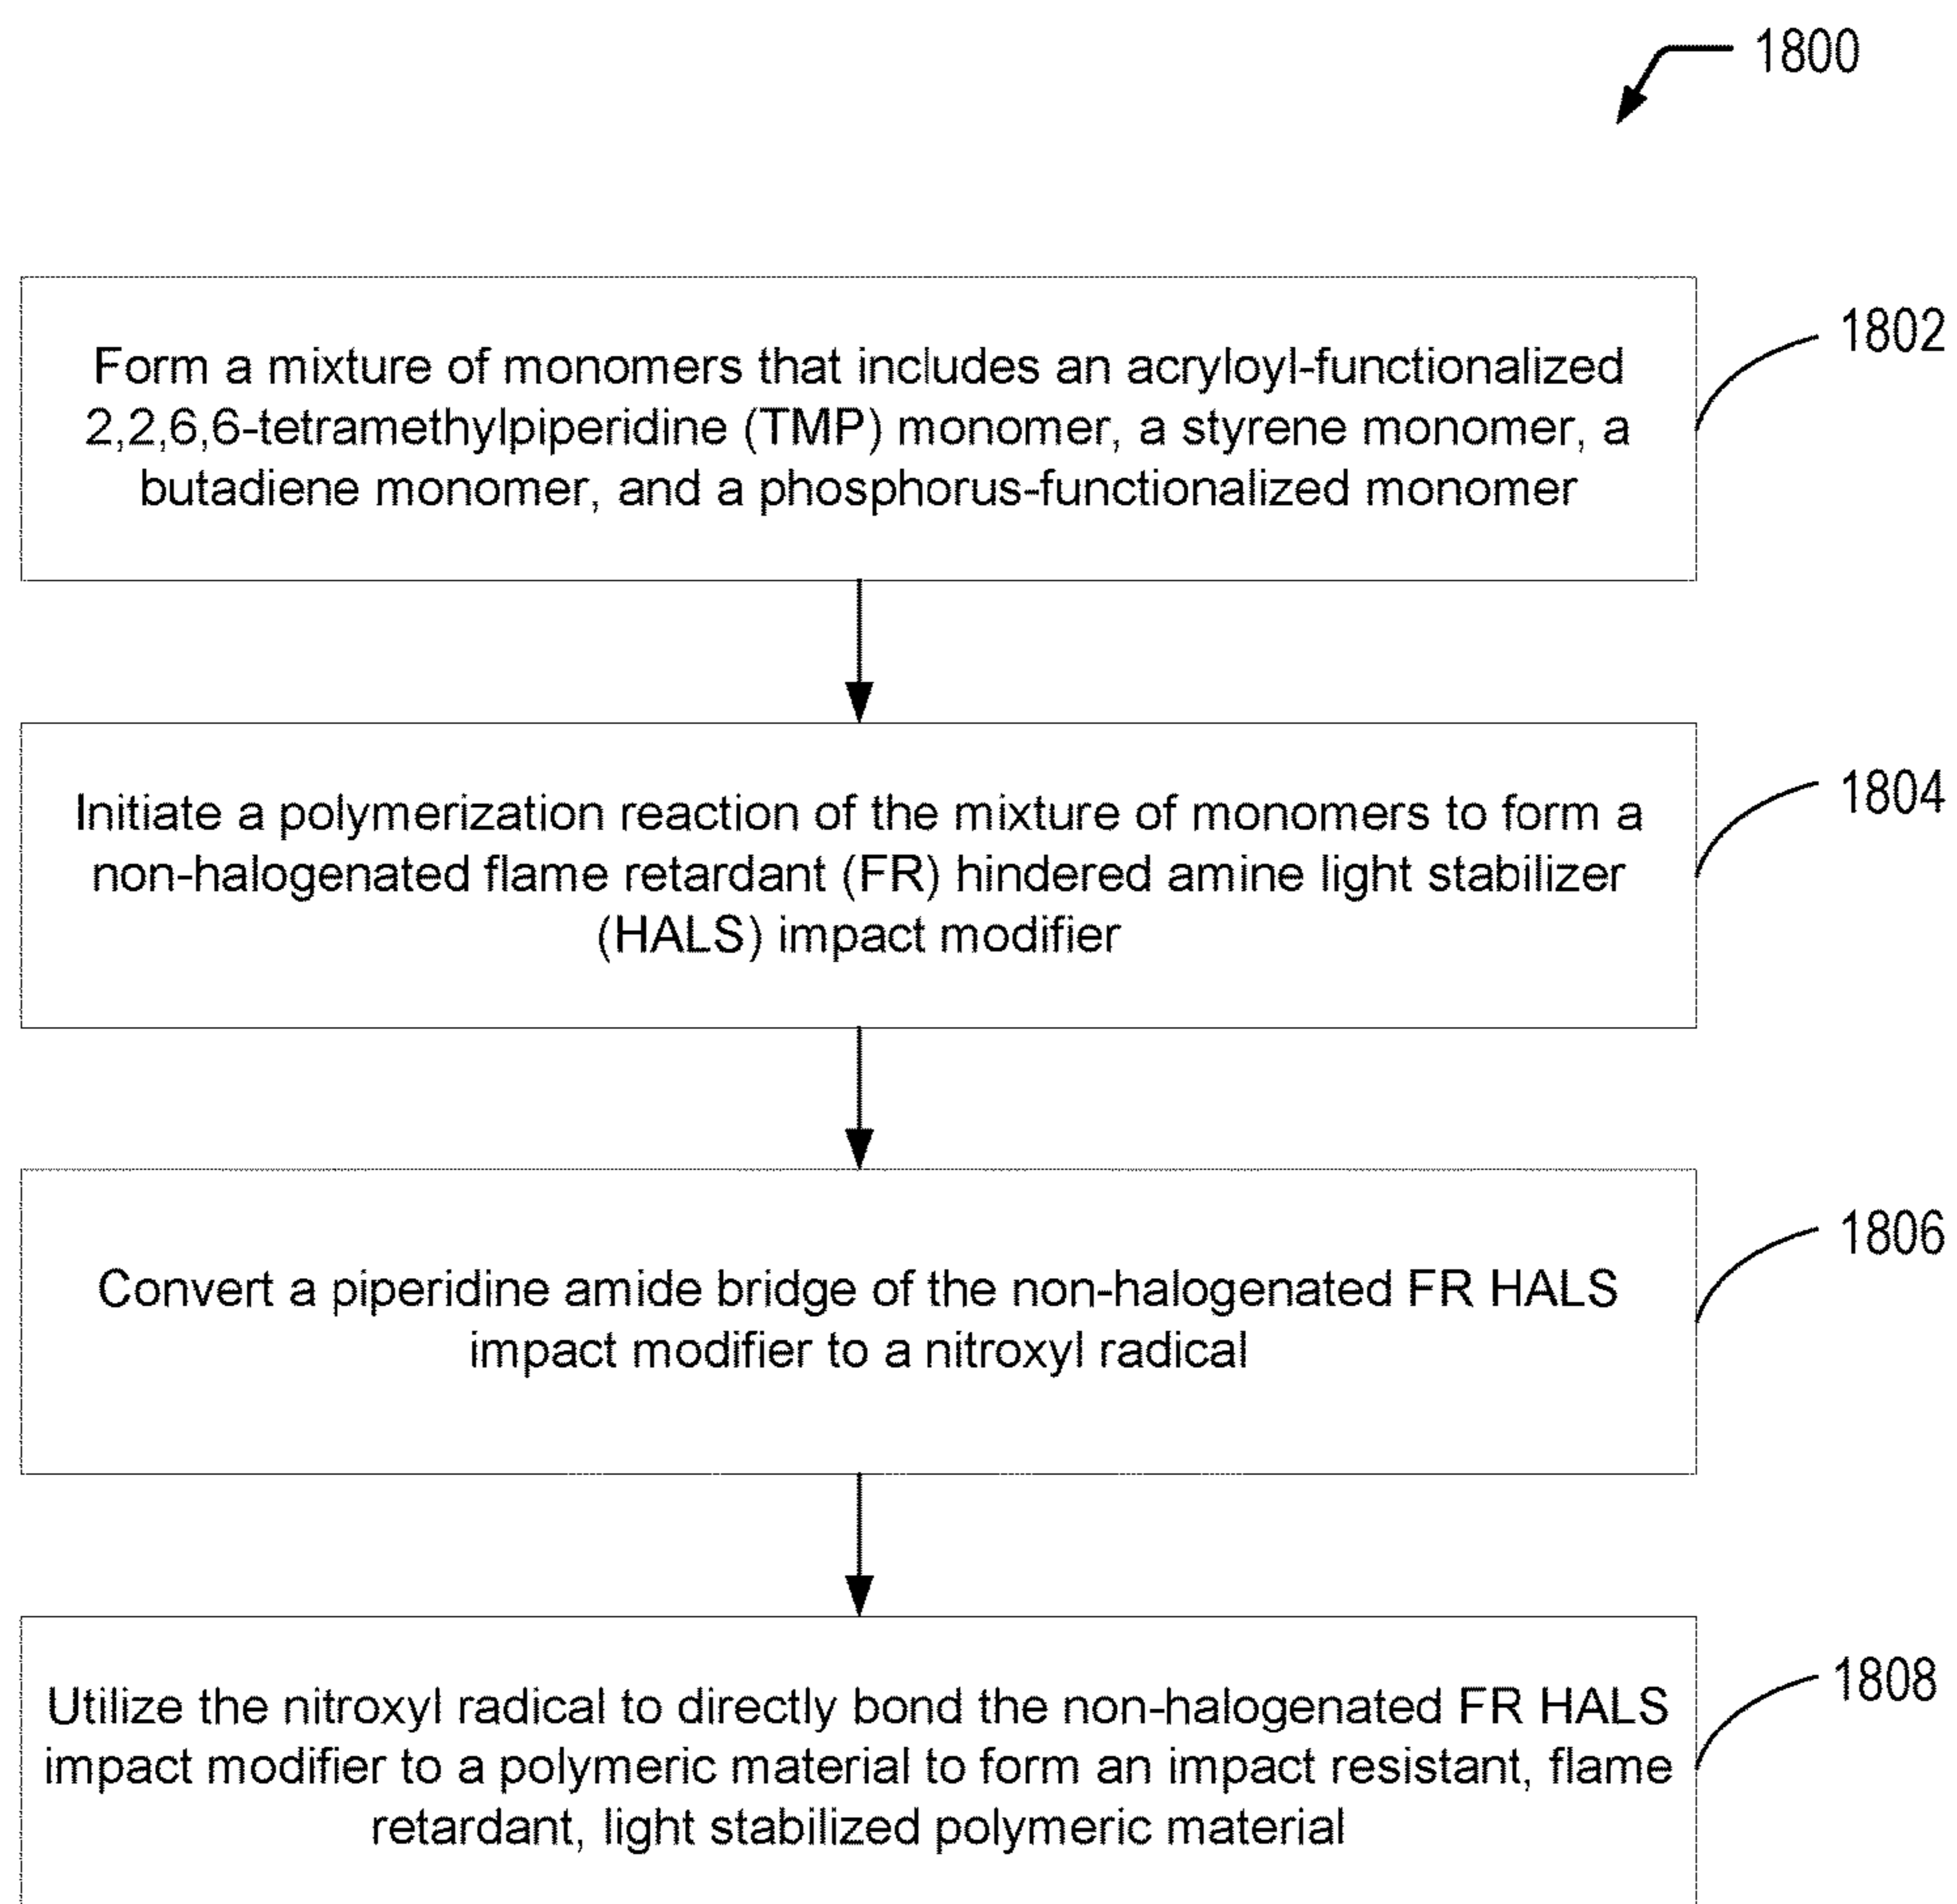 1800
Form a mixture of monomers that includes an acryloyl-functionalized
2,2,6,6-tetramethylpiperidine (TMP) monomer, a styrene monomer, a
butadiene monomer, and a phosphorus-functionalized monomer
1802
Initiate a polymerization reaction of the mixture of monomers to form a
non-halogenated flame retardant (FR) hindered amine light stabilizer
(HALS) impact modifier
1804
Convert a piperidine amide bridge of the non-halogenated FR HALS
impact modifier to a nitroxyl radical
1806
Utilize the nitroxyl radical to directly bond the non-halogenated FR HALS
impact modifier to a polymeric material to form an impact resistant, flame
retardant, light stabilized polymeric material
1808